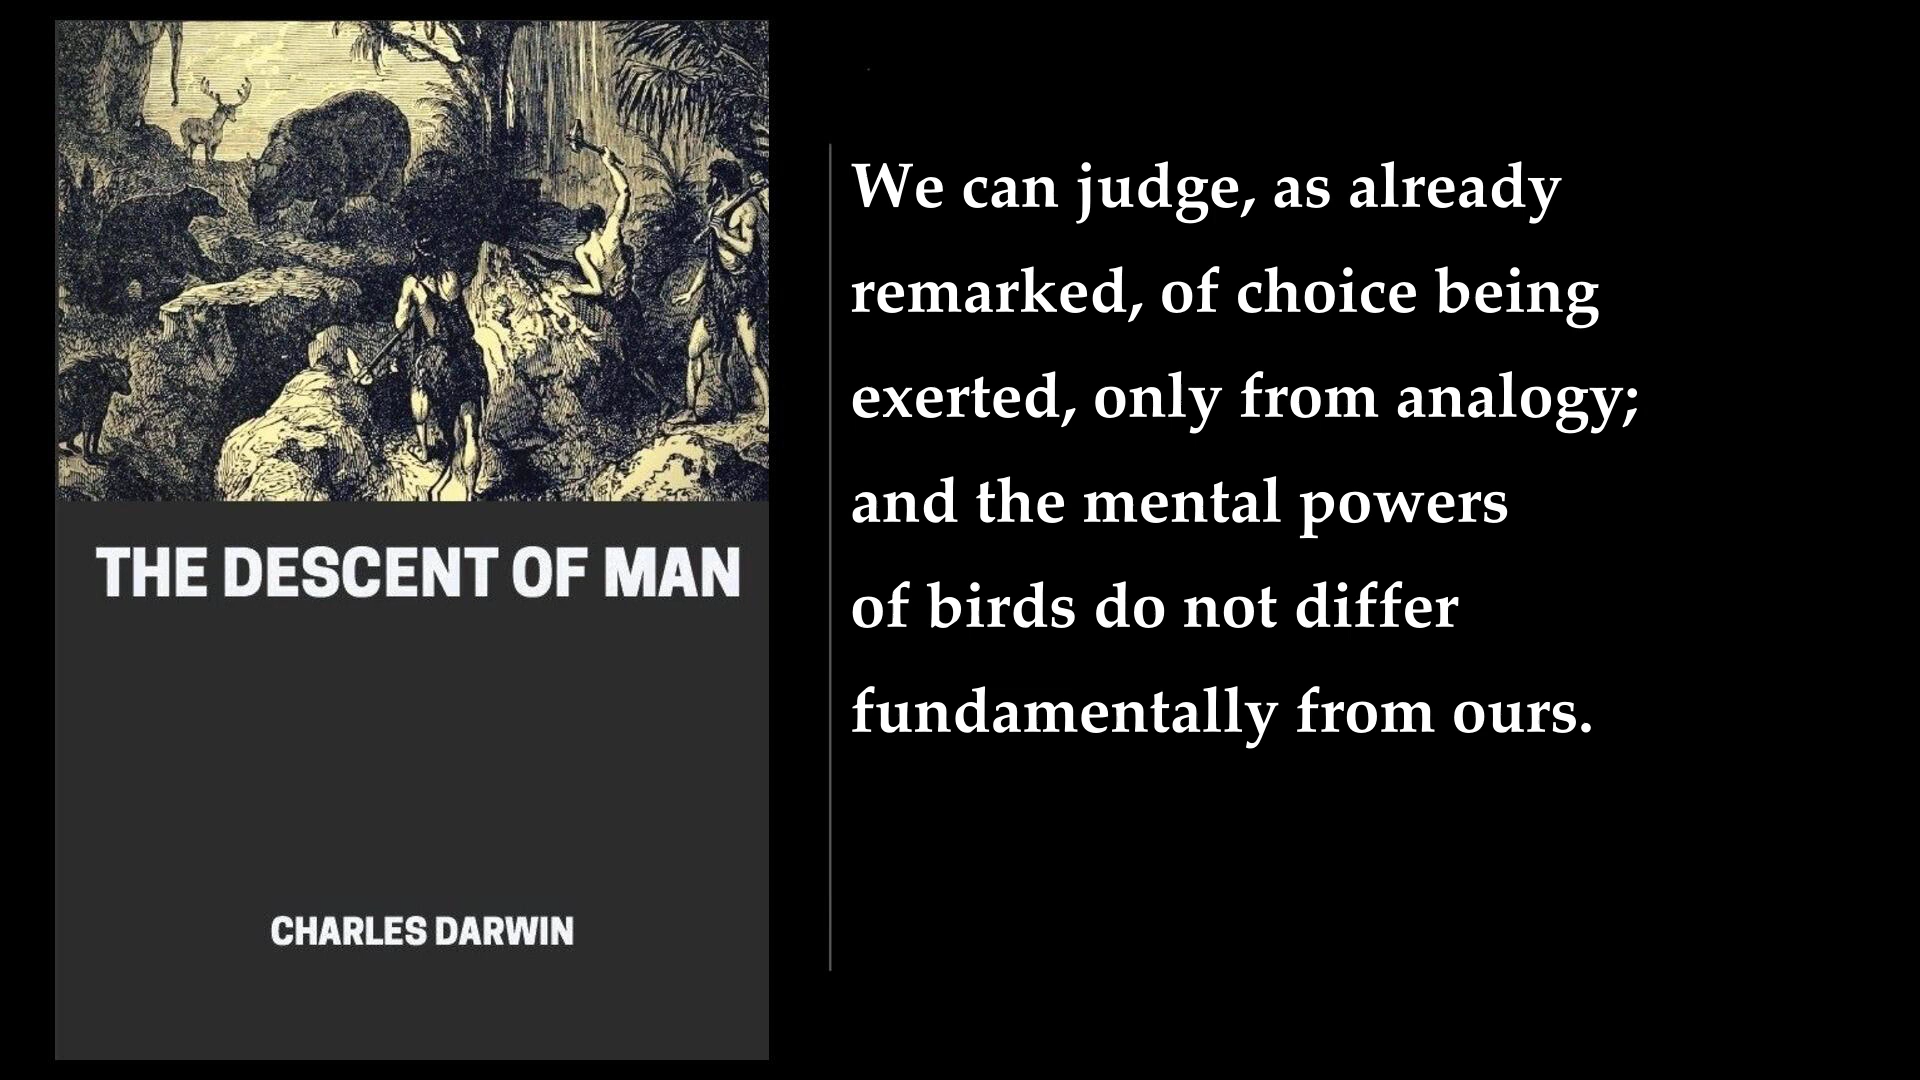 THE DESCENT OF MAN
CHARLES DARWIN
We can judge, as already
remarked, of choice being
exerted, only from analogy;
and the mental powers
of birds do not differ
fundamentally from ours.